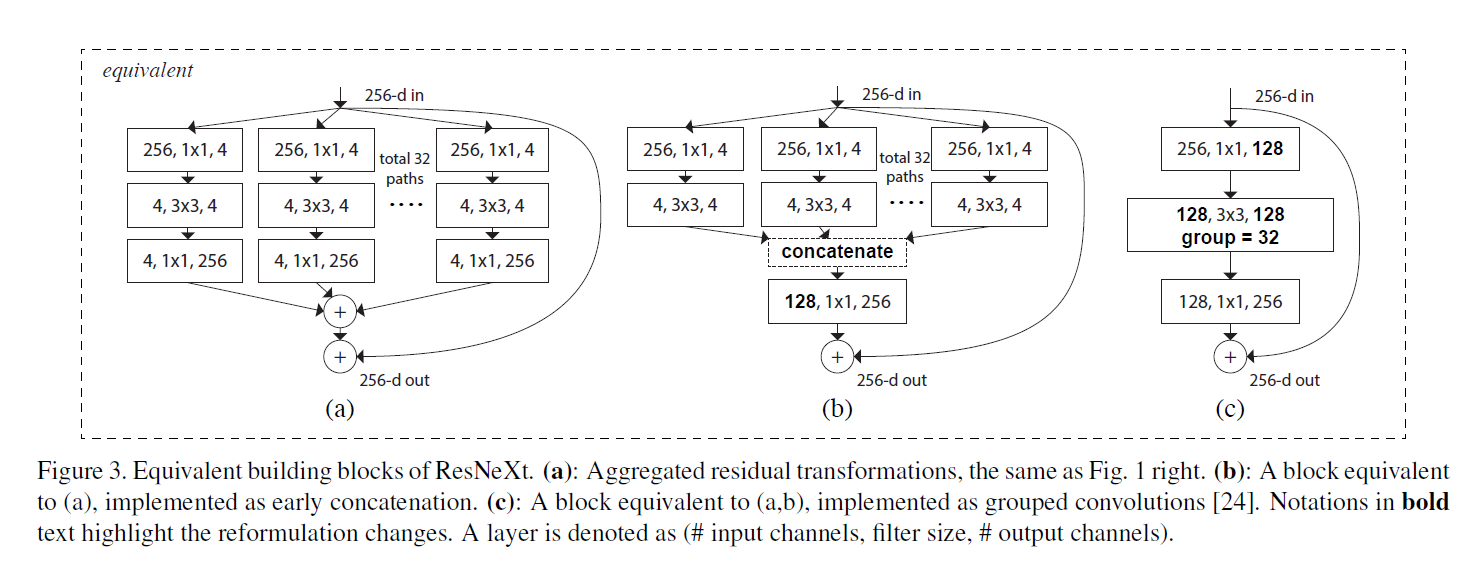 equivalent
256-d in
256, 1x1, 4
256, 1x1, 4
total 32
paths
....
256, 1x1, 4
4, 3x3, 4
4, 3x3, 4
4, 3x3, 4
4, 1x1, 256
4, 1x1, 256
4, 1x1, 256
+
+
256-d out
(a)
256-d in
256, 1x1, 4
256, 1x1, 4
total 32
paths
....
256, 1x1, 4
4, 3x3, 4
4, 3x3, 4
4, 3x3, 4
concatenate
128, 1x1, 256
+
256-d out
(b)
256-d in
256, 1x1, 128
128, 3x3, 128
group = 32
128, 1x1, 256
+
256-d out
(c)
Figure 3. Equivalent building blocks of ResNeXt. (a): Aggregated residual transformations, the same as Fig. 1 right. (b): A block equivalent
to (a), implemented as early concatenation. (c): A block equivalent to (a,b), implemented as grouped convolutions [24]. Notations in bold
text highlight the reformulation changes. A layer is denoted as (# input channels, filter size, # output channels).